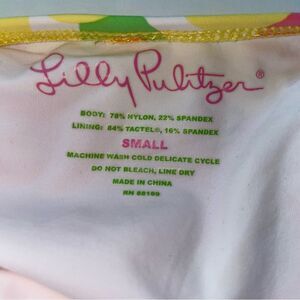 Lilly Pulitzer®
BODY: 78% NYLON, 22% SPANDEX
LINING: 84% TACTEL®, 16% SPANDEX
SMALL
MACHINE WASH COLD DELICATE CYCLE
DO NOT BLEACH, LINE DRY
MADE IN CHINA
RN